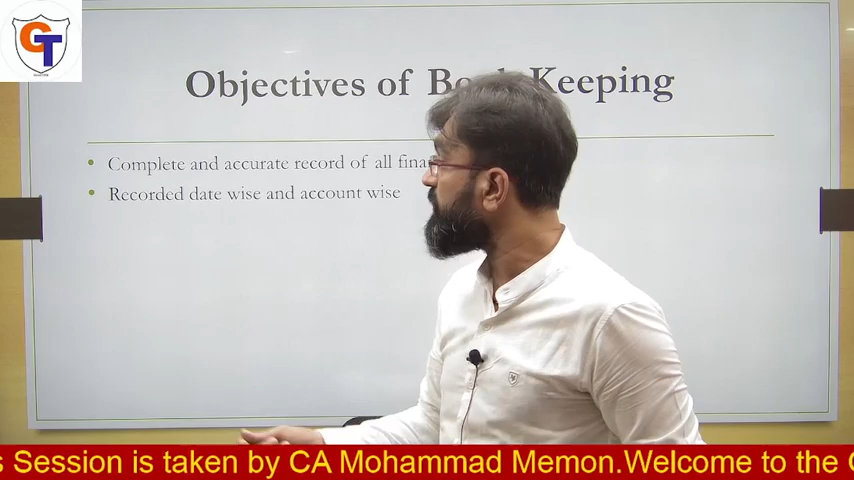 GT
Objectives of Keeping
Complete and accurate record of all
Recorded date wise and account wise
Session is taken by CA Mohammad Memon.Welcome to the